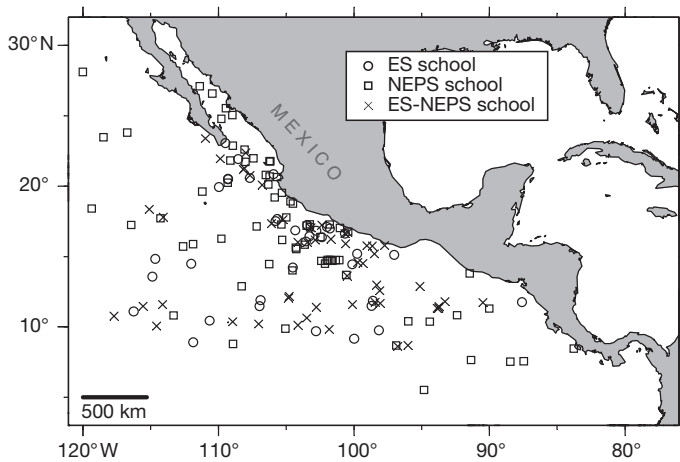 30°N
ES school
NEPS school
ES-NEPS school
MEXICO
20°
10°
500 km
120°W
110°
100°
90°
80°